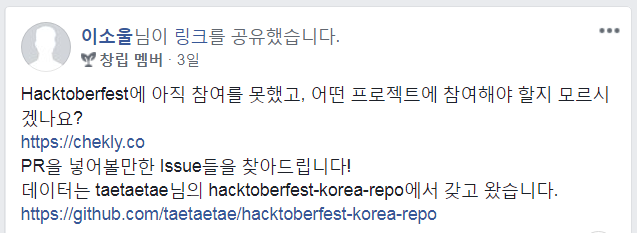 이소울님이 링크를 공유했습니다.
창립 멤버 · 3일
Hacktoberfest에 아직 참여를 못했고, 어떤 프로젝트에 참여해야 할지 모르시
겠나요?
https://chekly.co
PR을 넣어볼만한 Issue들을 찾아드립니다!
데이터는 taetaetae님의 hacktoberfest-korea-repo에서 갖고 왔습니다.
https://github.com/taetaetae/hacktoberfest-korea-repo